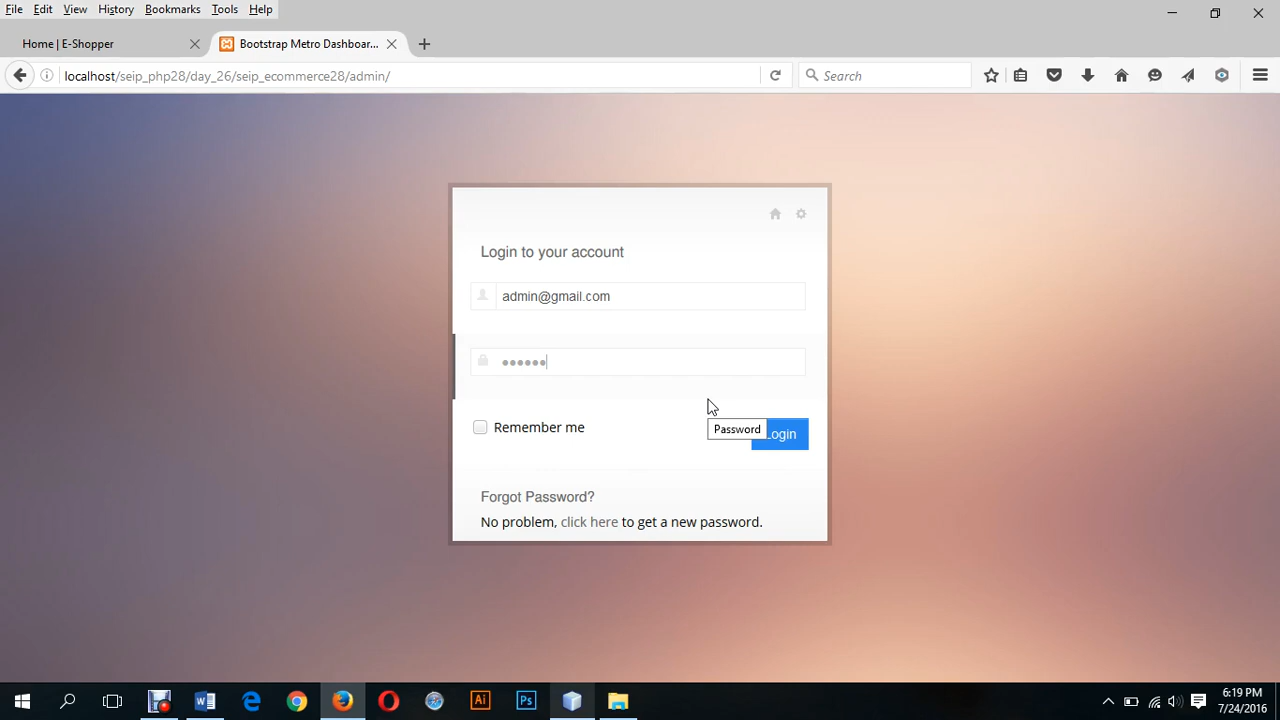 File Edit View History Bookmarks Tools Help
Home | E-Shopper
Bootstrap Metro Dashboar...
localhost/seip_php28/day_26/seip_ecommerce28/admin/
Search
Login to your account
admin@gmail.com
••••••
Remember me
Password
Login
Forgot Password?
No problem, click here to get a new password.
Ai
Ps
6:19 PM
7/24/2016